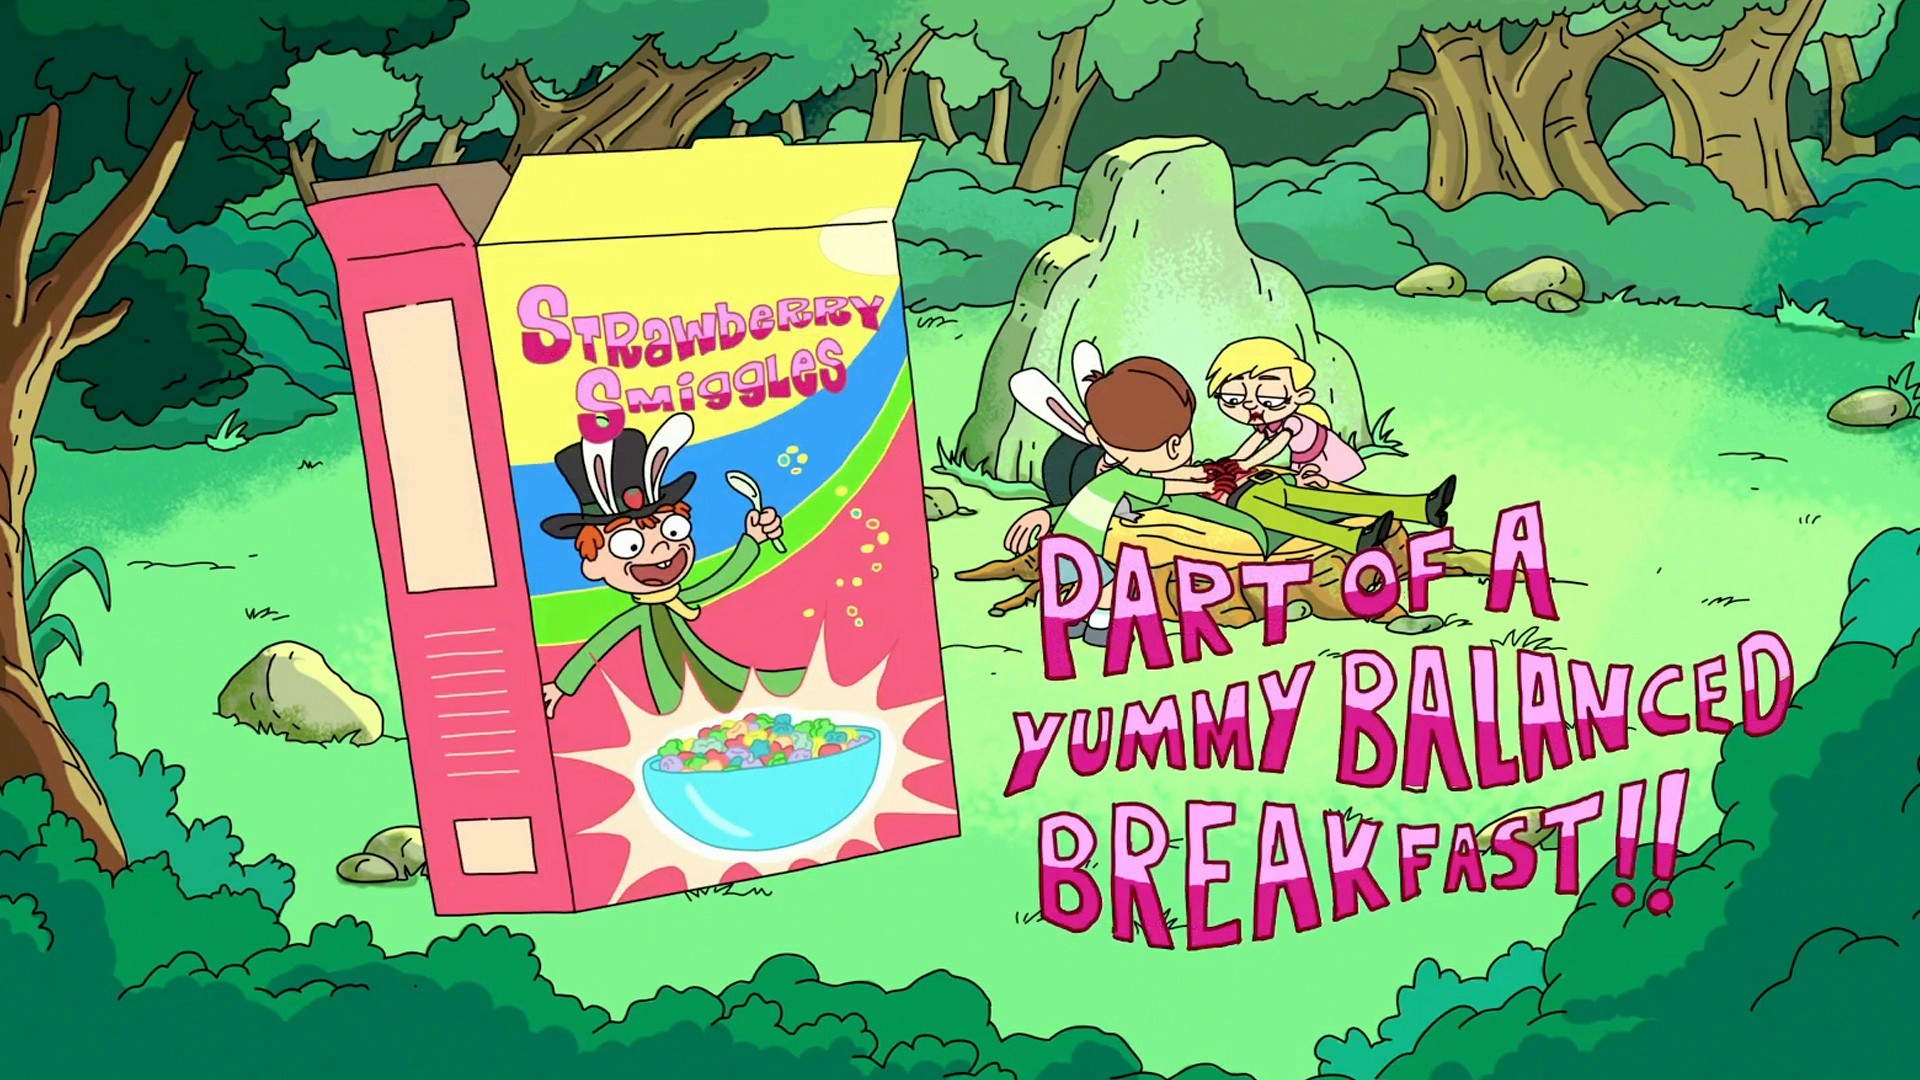 Strawberry
Smiggles
PART OF A
YUMMY BALANCED
BREAKFAST!!